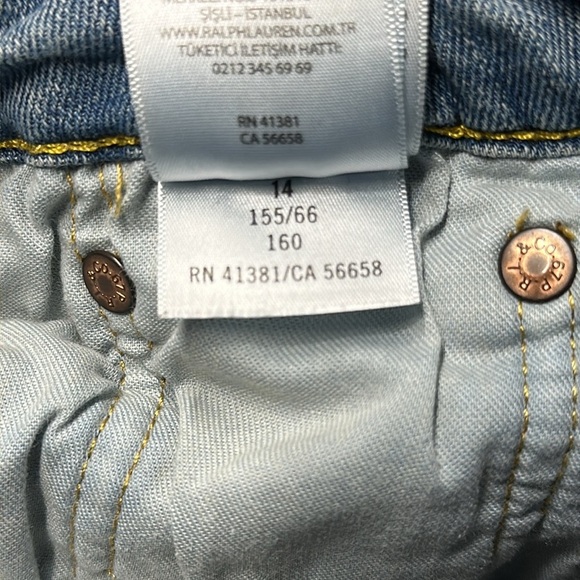 ŞİŞLİ-İSTANBUL
WWW.RALPHLAUREN.COM.TR
TÜKETİCİ İLETİŞİM HATTI:
0212 345 69 69
RN 41381
CA 56658
14
155/66
160
RN 41381/CA 56658
& CO.